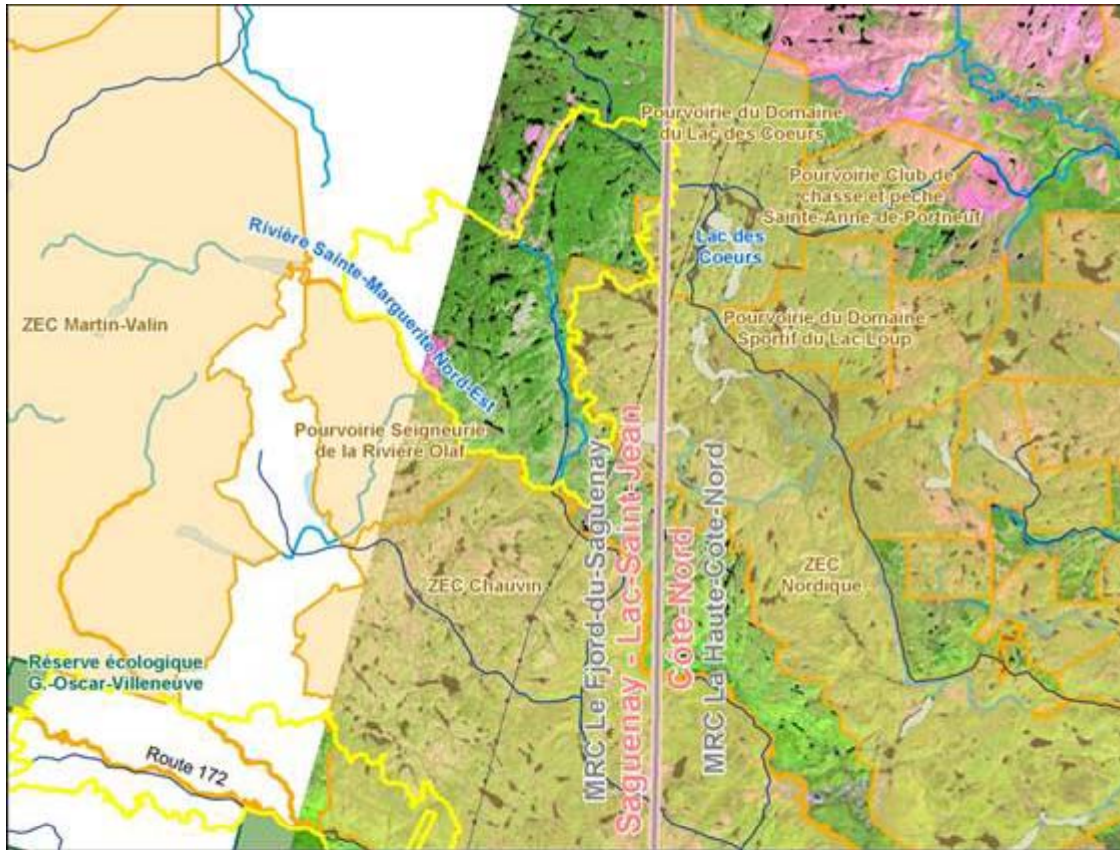 Pourvoirie du Domaine
du Lac des Coeurs
Pourvoirie Club de
chasse et pêche
Sainte-Anne-de-Portneuf
Lac des
Coeurs
Rivière Sainte-Marguerite Nord-Est
ZEC Martin-Valin
Pourvoirie du Domaine
Sportif du Lac Loup
Pourvoirie Seigneurie
de la Rivière Olaf
ZEC Chauvin
ZEC
Nordique
MRC Le Fjord-du-Saguenay
Saguenay - Lac-Saint-Jean
Côte-Nord
MRC La Haute-Côte-Nord
Réserve écologique
G.-Oscar-Villeneuve
Route 172